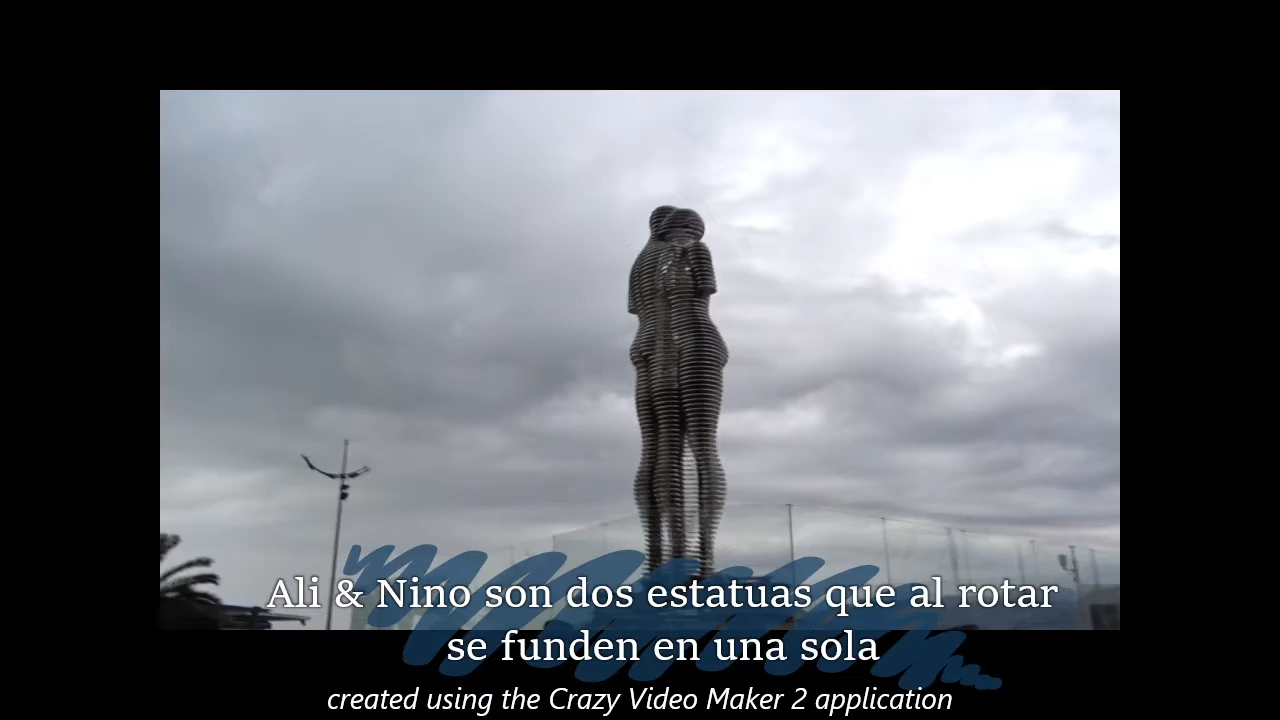 Ali & Nino son dos estatuas que al rotar
se funden en una sola
created using the Crazy Video Maker 2 application